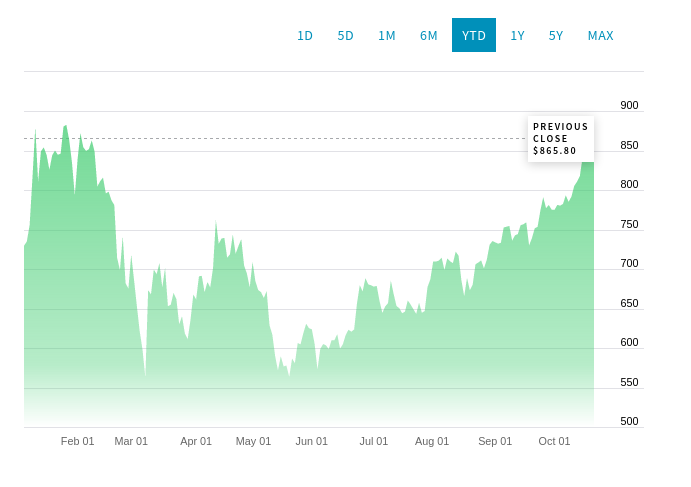 1D 5D 1M 6M YTD 1Y 5Y MAX
900
PREVIOUS
CLOSE
$865.80
850
800
750
700
650
600
550
500
Feb 01 Mar 01 Apr 01 May 01 Jun 01 Jul 01 Aug 01 Sep 01 Oct 01